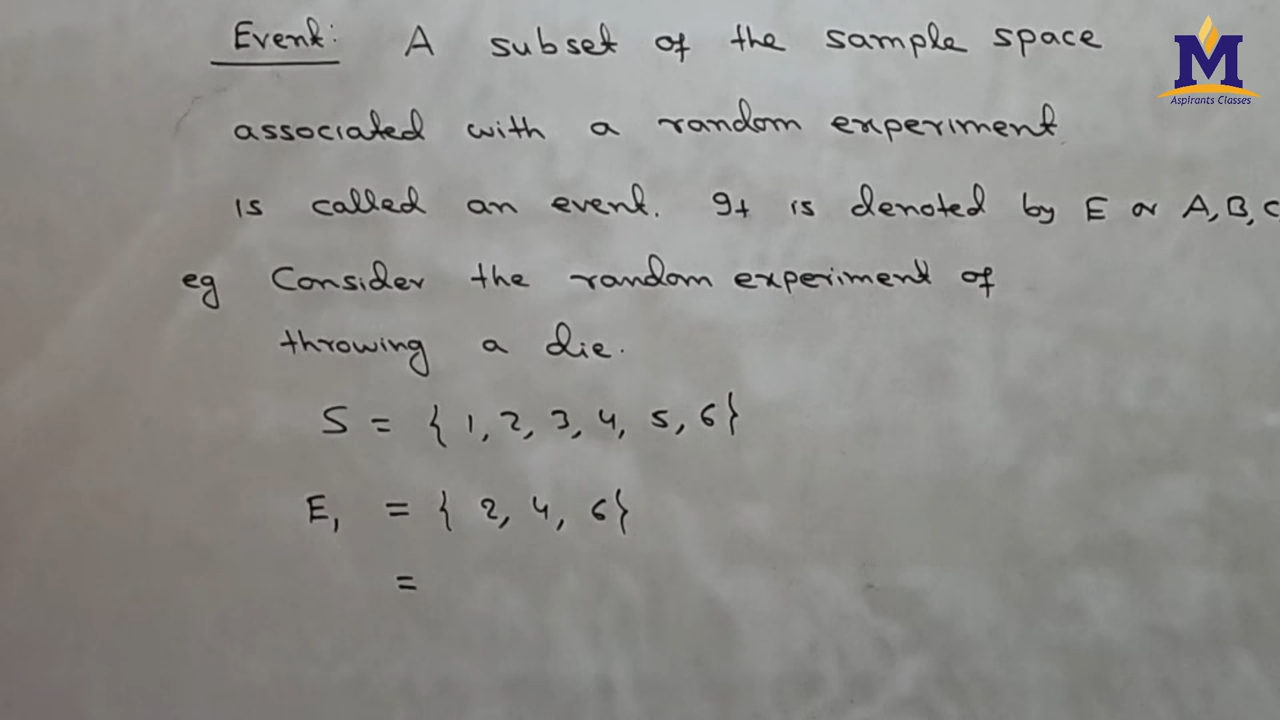 Event: A subset of the sample space
associated with a random experiment
is called an event. It is denoted by E or A, B, C
eg Consider the random experiment of
throwing a die.
S = { 1, 2, 3, 4, 5, 6}
E₁ = { 2, 4, 6}
=
M
Aspirants Classes